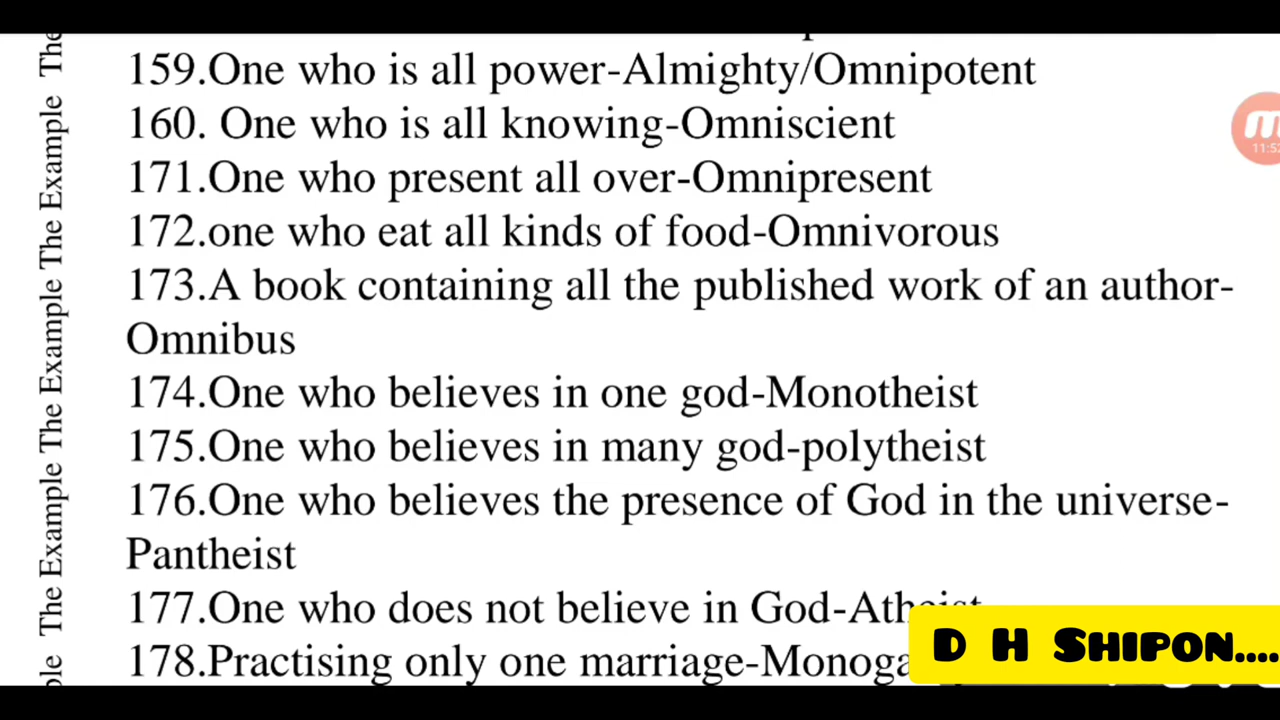 159.One who is all power-Almighty/Omnipotent
160. One who is all knowing-Omniscient
171.One who present all over-Omnipresent
172.one who eat all kinds of food-Omnivorous
173.A book containing all the published work of an author-
Omnibus
174.One who believes in one god-Monotheist
175.One who believes in many god-polytheist
176.One who believes the presence of God in the universe-
Pantheist
177.One who does not believe in God-Atheist
178.Practising only one marriage-
The Example The Example The Example
D H SHIPON....